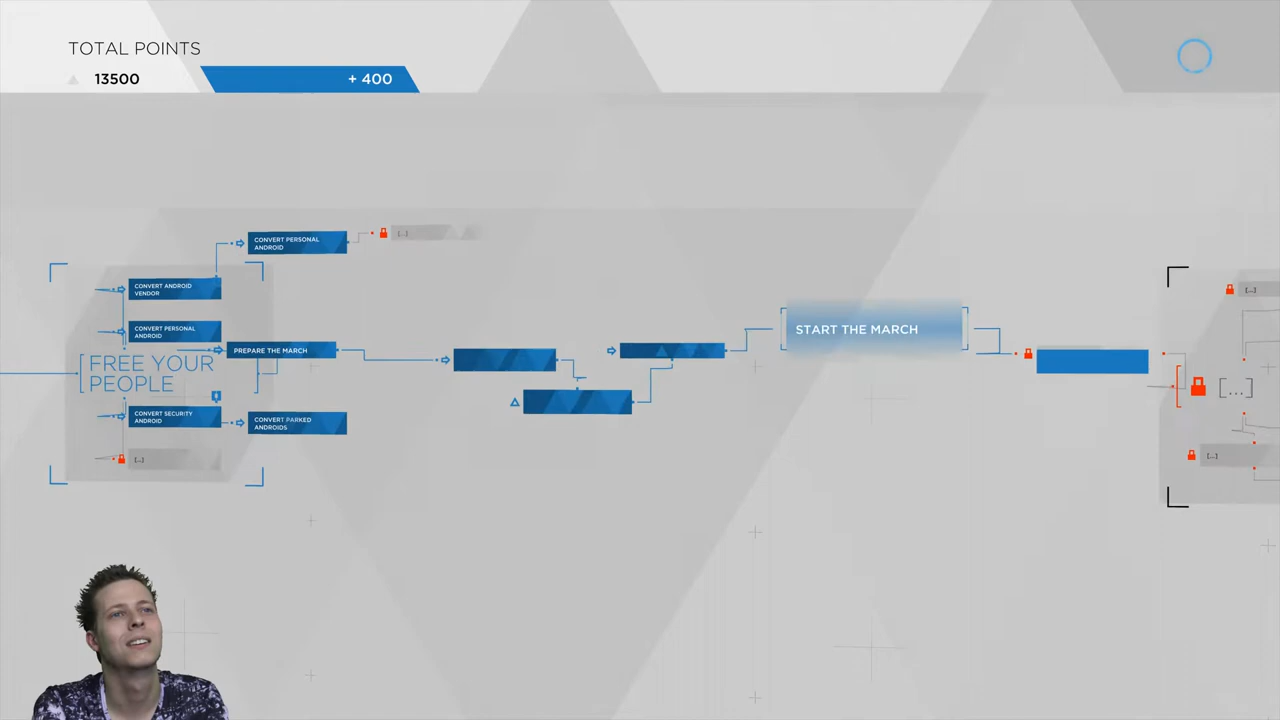 TOTAL POINTS
13500
+ 400
CONVERT PERSONAL
ANDROID
[...]
CONVERT ANDROID
VENDOR
[...]
CONVERT PERSONAL
ANDROID
START THE MARCH
PREPARE THE MARCH
FREE YOUR
PEOPLE
[...]
CONVERT SECURITY
ANDROID
CONVERT PARKED
ANDROIDS
[...]
[...]